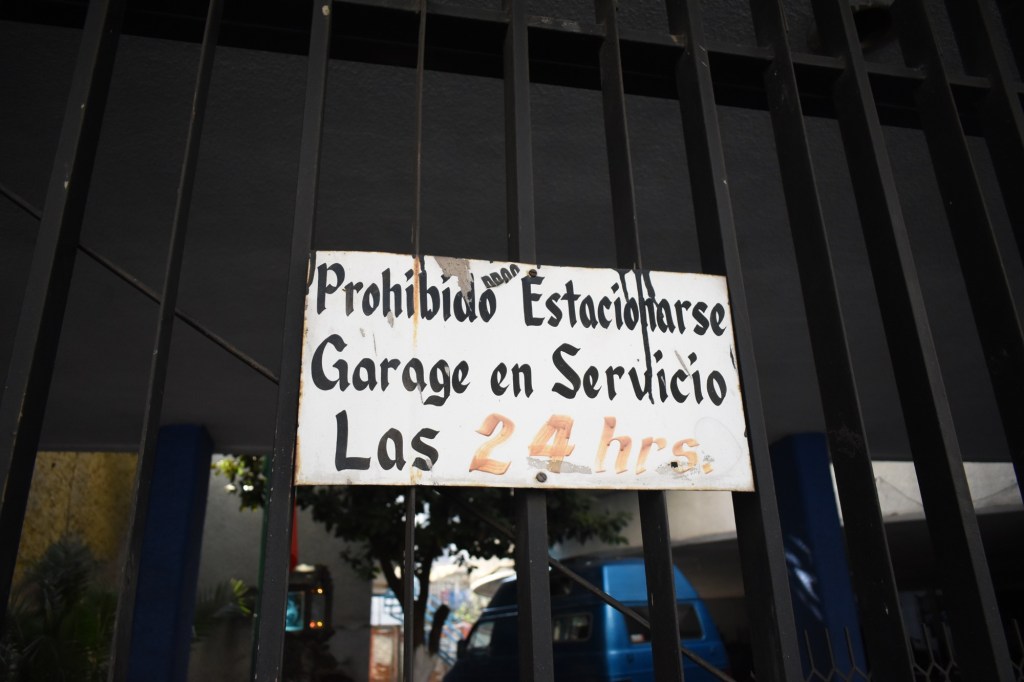 Prohibido Estacionarse
Garage en Servicio
Las 24 hrs.